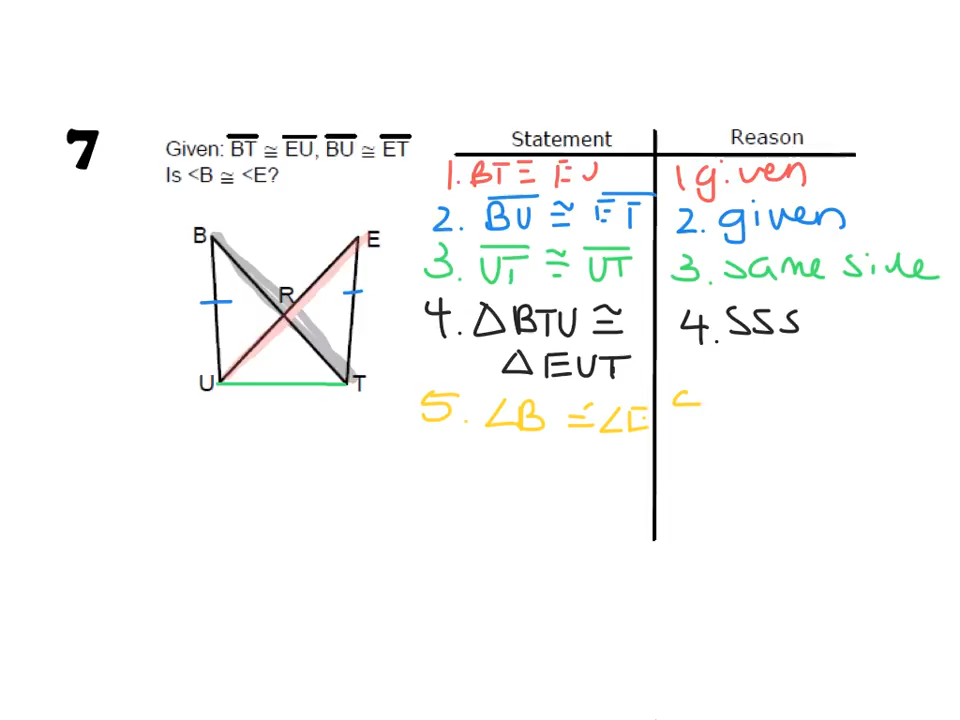 7
Given: BT ≅ EU, BU ≅ ET
Is <B ≅ <E?
Statement Reason
1. BT ≅ EU 1 given
2. BU ≅ ET 2. given
3. UT ≅ UT 3. same side
4. △ BTU ≅ 4. SSS
△ EUT
5. ∠B ≅ ∠E
B
E
R
U
T